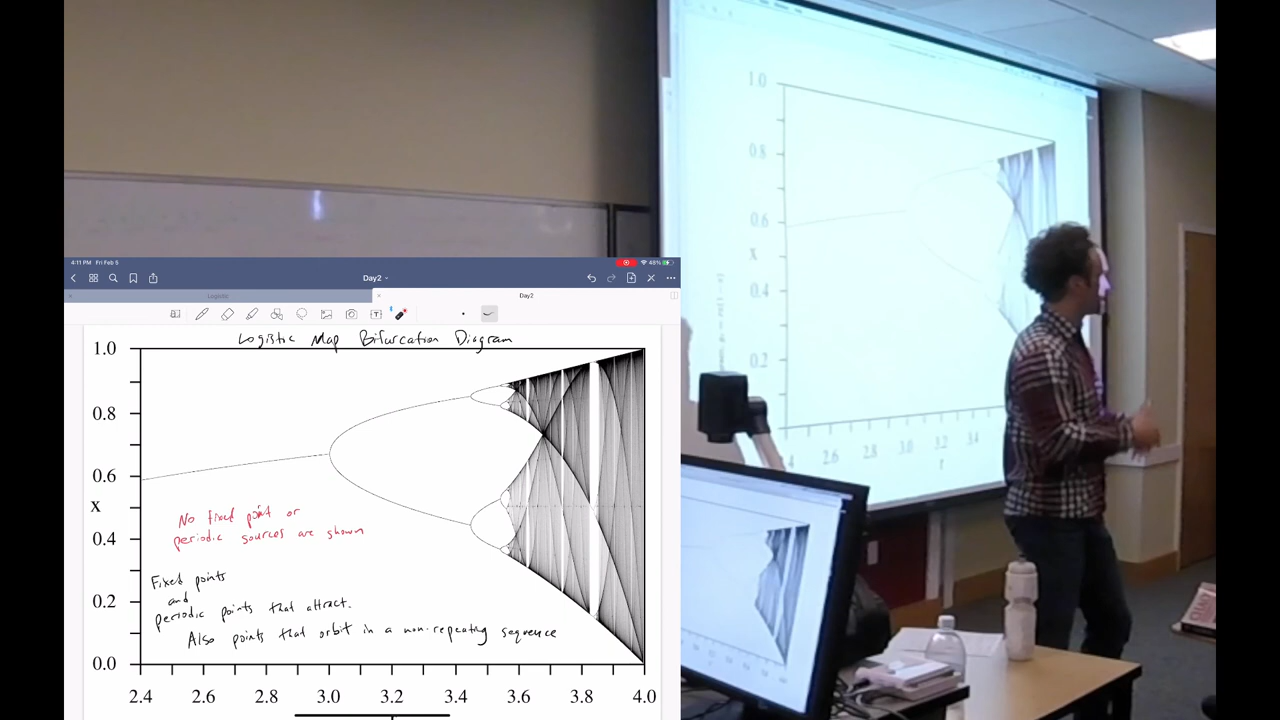 4:11 PM Fri Feb 5
48%
Day2
Logistic
Day2
Logistic Map Bifurcation Diagram
1.0
0.8
0.6
X
0.4
0.2
0.0
2.4 2.6 2.8 3.0 3.2 3.4 3.6 3.8 4.0
No fixed point or
periodic sources are shown
Fixed points
and
periodic points that attract.
Also points that orbit in a non-repeating sequence
1.0
0.8
0.6
X
0.4
0.2
4 2.6 2.8 3.0 3.2 3.4
r